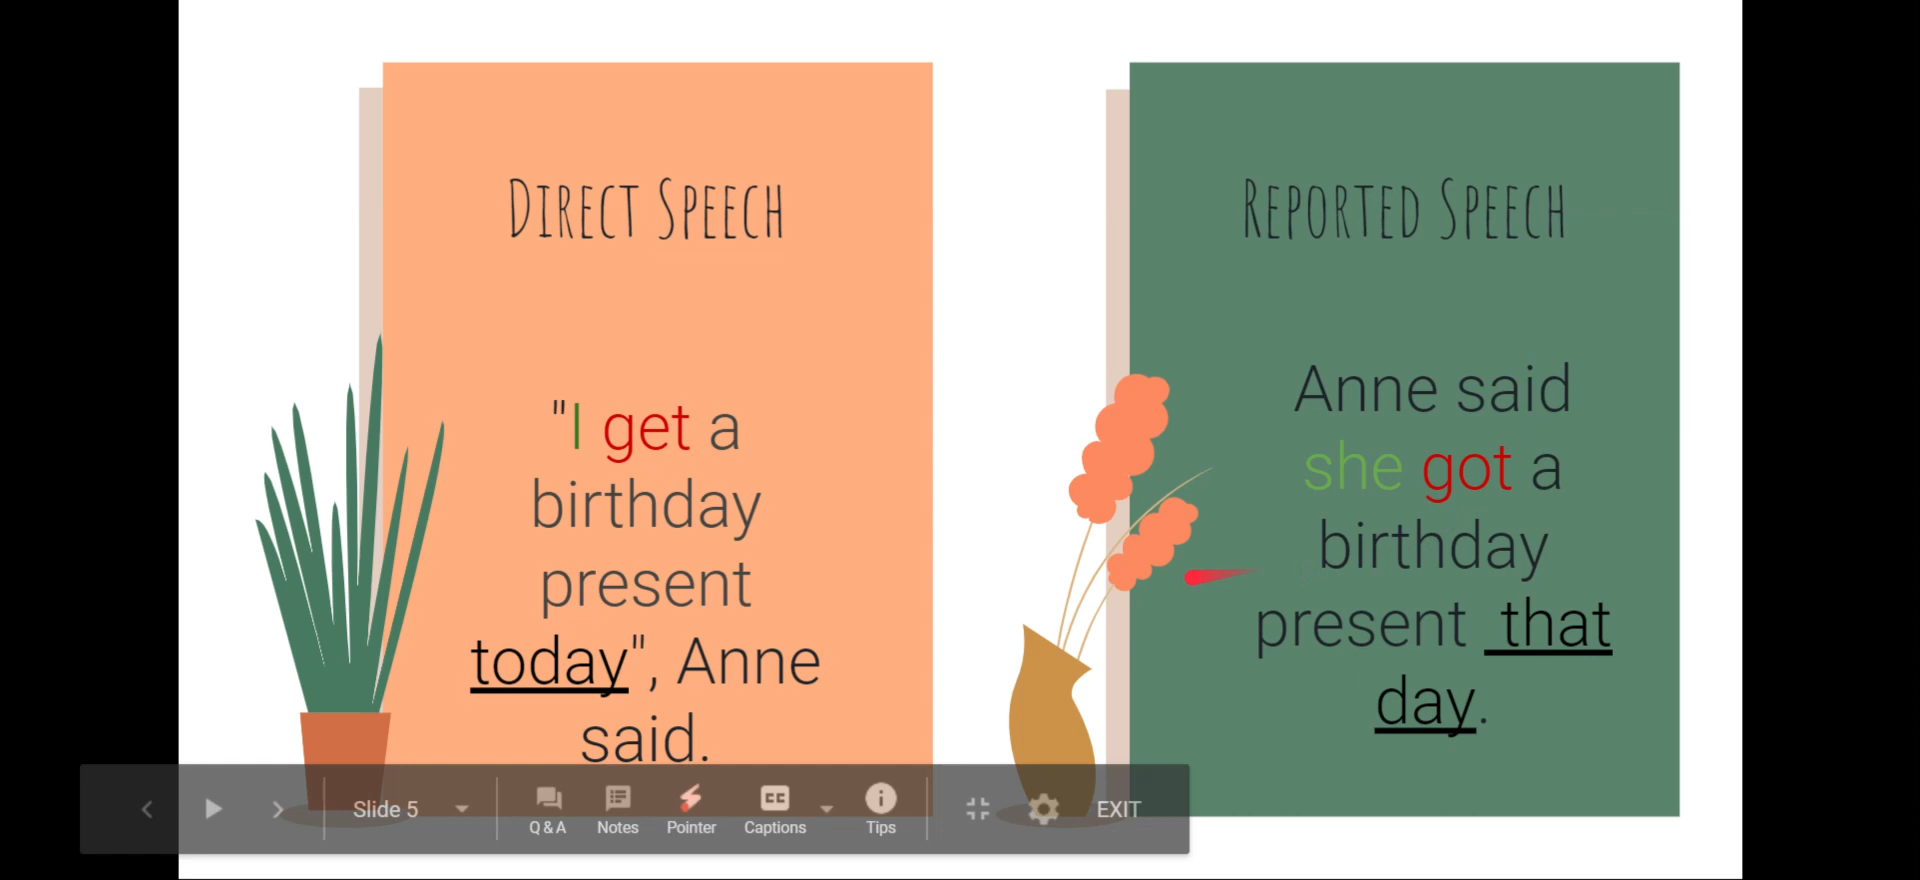 DIRECT SPEECH
"I get a
birthday
present
today", Anne
said.
REPORTED SPEECH
Anne said
she got a
birthday
present that
day.
Slide 5
Q & A
Notes
Pointer
CC
Captions
Tips
EXIT